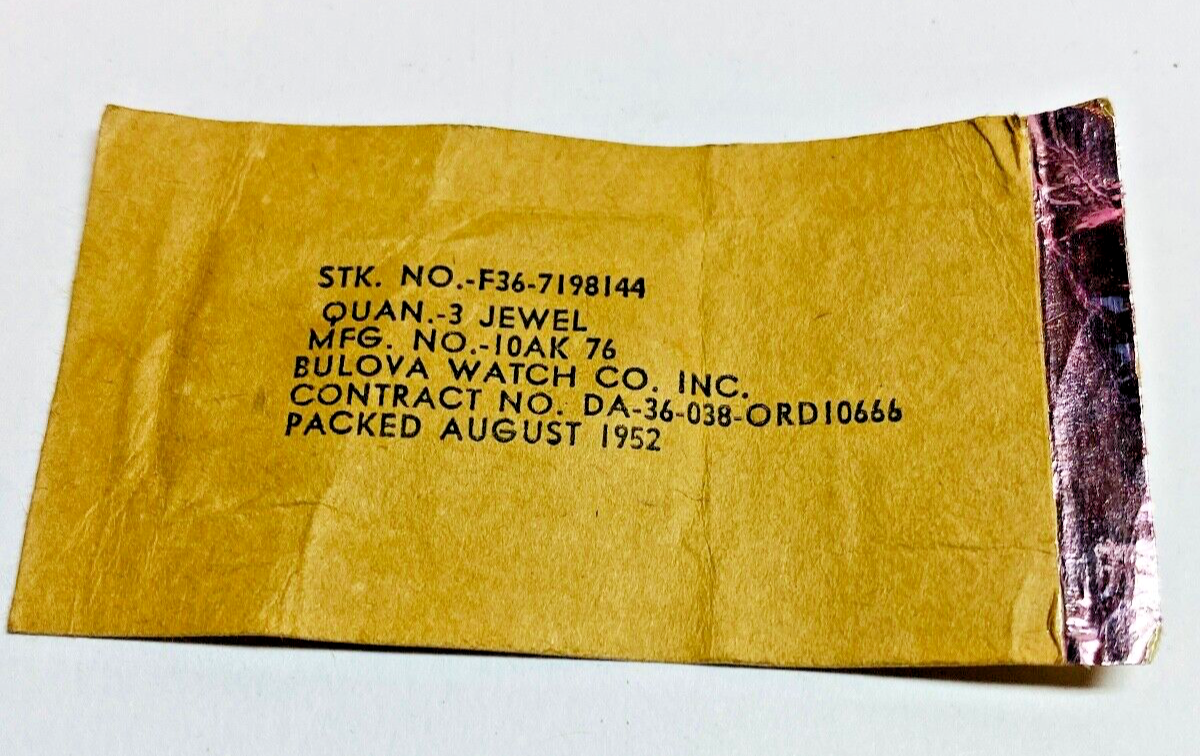 STK. NO.-F36-7198144
QUAN.-3 JEWEL
MFG. NO.-10AK 76
BULOVA WATCH CO. INC.
CONTRACT NO. DA-36-038-ORD10666
PACKED AUGUST 1952